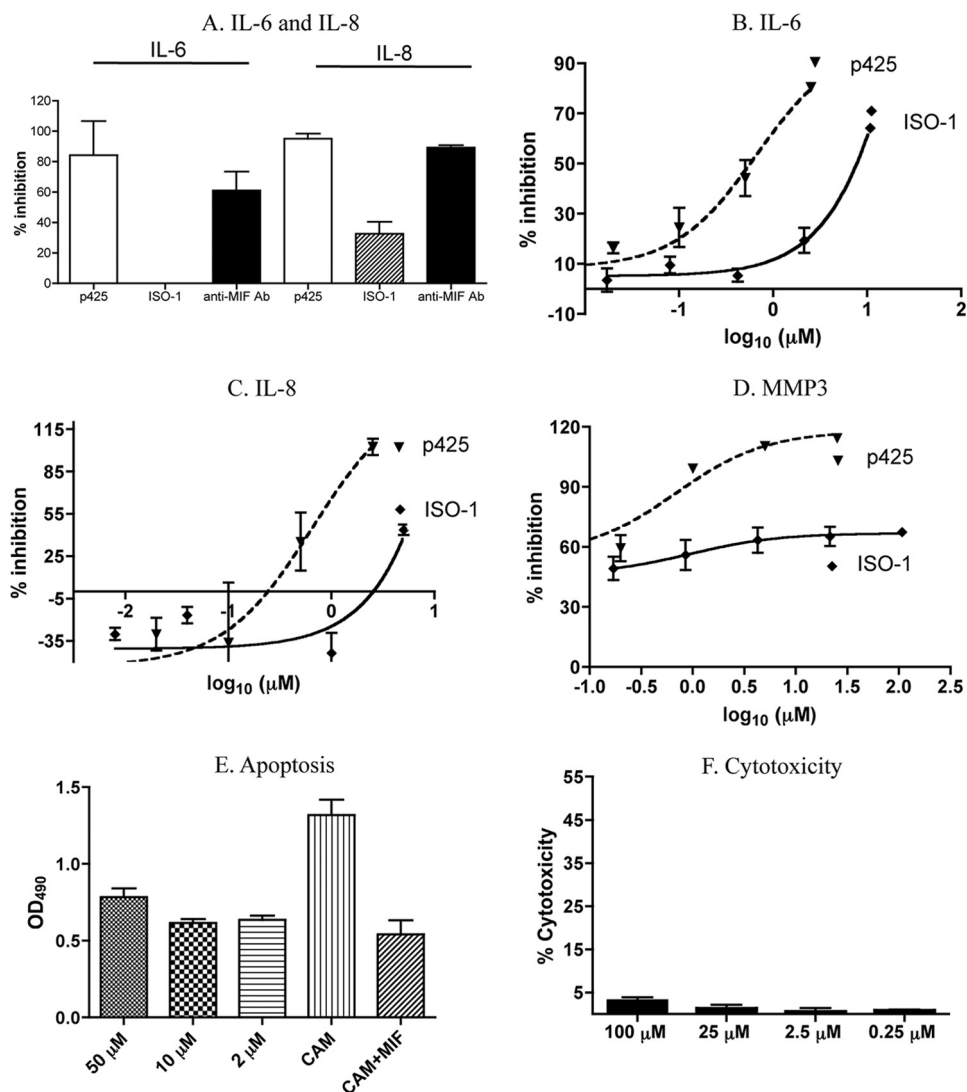 A. IL-6 and IL-8
IL-6
IL-8
% inhibition
120
100
80
60
40
20
0
p425
ISO-1
anti-MIF Ab
p425
ISO-1
anti-MIF Ab
B. IL-6
% inhibition
90
70
50
30
10
-10
p425
ISO-1
-1
0
1
2
log10 (μM)
C. IL-8
% inhibition
115
85
55
25
-5
-35
p425
ISO-1
-2
-1
0
1
log10 (μM)
D. MMP3
% inhibition
120
90
60
30
0
p425
ISO-1
-1.0
-0.5
0.0
0.5
1.0
1.5
2.0
2.5
log10 (μM)
E. Apoptosis
OD490
1.5
1.0
0.5
0.0
50 μM
10 μM
2 μM
CAM
CAM+MIF
F. Cytotoxicity
% Cytotoxicity
55
45
35
25
15
5
100 μM
25 μM
2.5 μM
0.25 μM